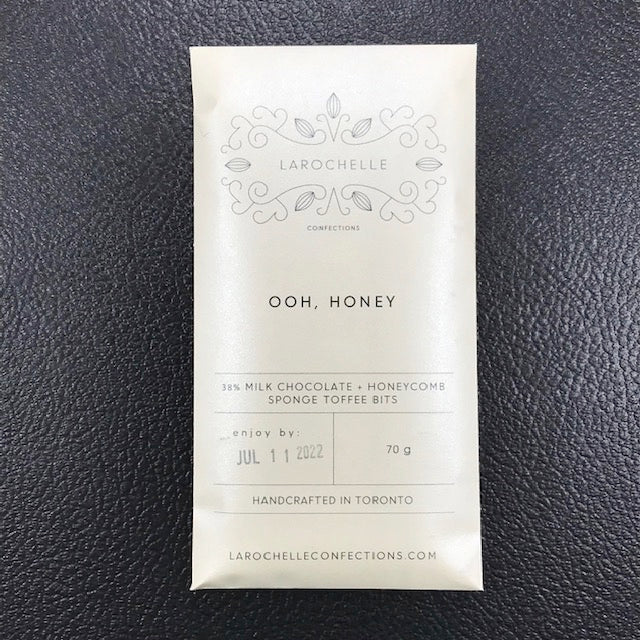 LAROCHELLE
CONFECTIONS
OOH, HONEY
38% MILK CHOCOLATE + HONEYCOMB
SPONGE TOFFEE BITS
enjoy by:
JUL 11 2022
70 g
HANDCRAFTED IN TORONTO
LAROCHELLECONFECTIONS.COM